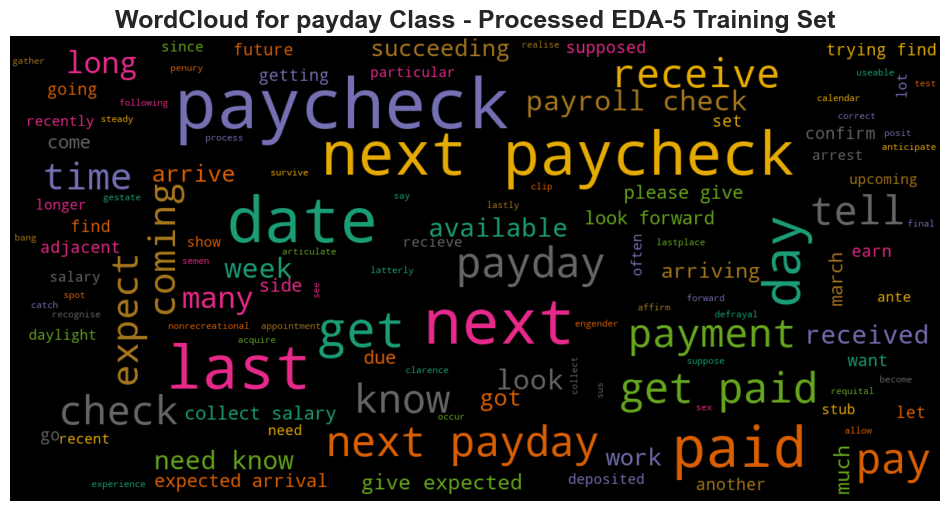 WordCloud for payday Class - Processed EDA-5 Training Set
gather
since
future
succeeding
realise
supposed
trying find
long
penury
getting
particular
receive
useable
lot
test
going
following
paycheck
payroll check
calendar
recently
steady
process
set
correct
posit
come
next paycheck
confirm
anticipate
time
arrive
survive
clip
arrest
gestate
please give
upcoming
longer
date
say
lastly
look forward
tell
find
coming
available
day
final
bang
adjacent
show
articulate
recieve
often
lastplace
earn
salary
week
latterly
payday
arriving
march
semen
side
see
expect
many
affirm
forward
ante
spot
catch
recognise
nonrecreational
appointment
get
next
engender
defrayal
daylight
acquire
payment
received
last
due
clarence
collect
suppose
want
look
sus
get paid
become
requital
check
collect salary
know
got
sex
stub
let
occur
go
recent
need
next payday
work
paid
allow
need know
much
pay
experience
expected arrival
give expected
deposited
another